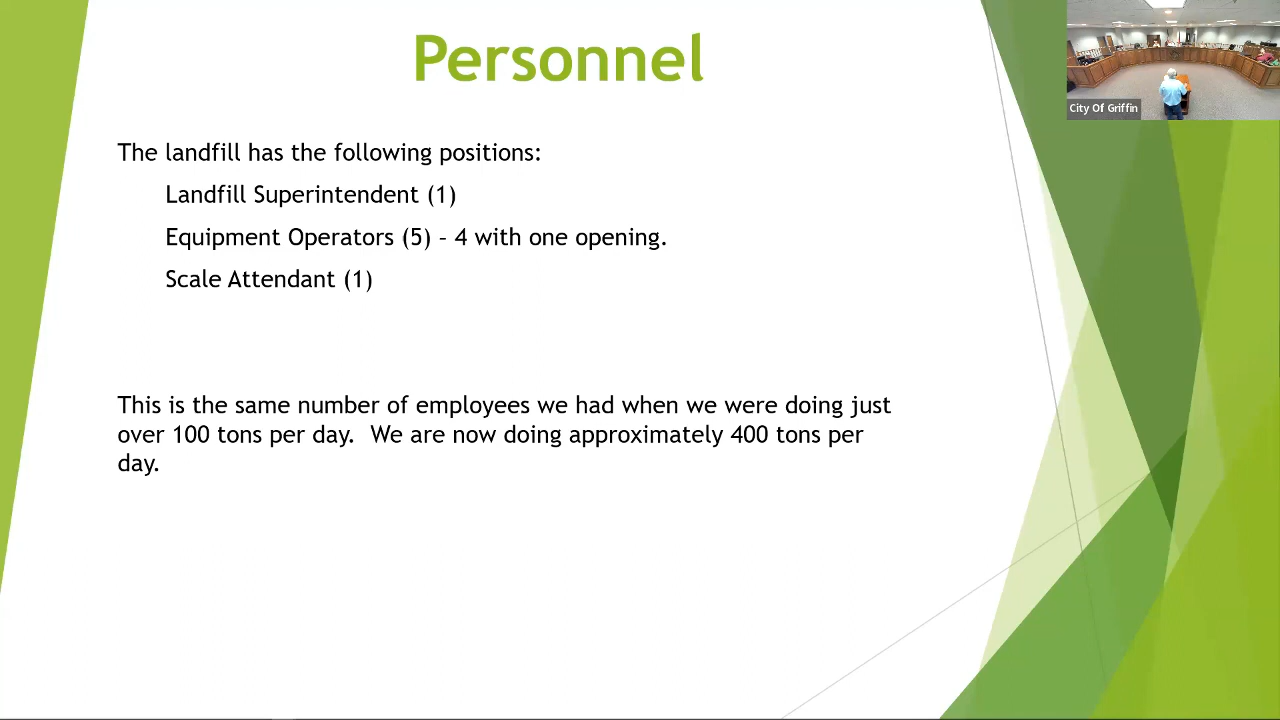 Personnel
City Of Griffin
The landfill has the following positions:
Landfill Superintendent (1)
Equipment Operators (5) – 4 with one opening.
Scale Attendant (1)
This is the same number of employees we had when we were doing just
over 100 tons per day.  We are now doing approximately 400 tons per
day.